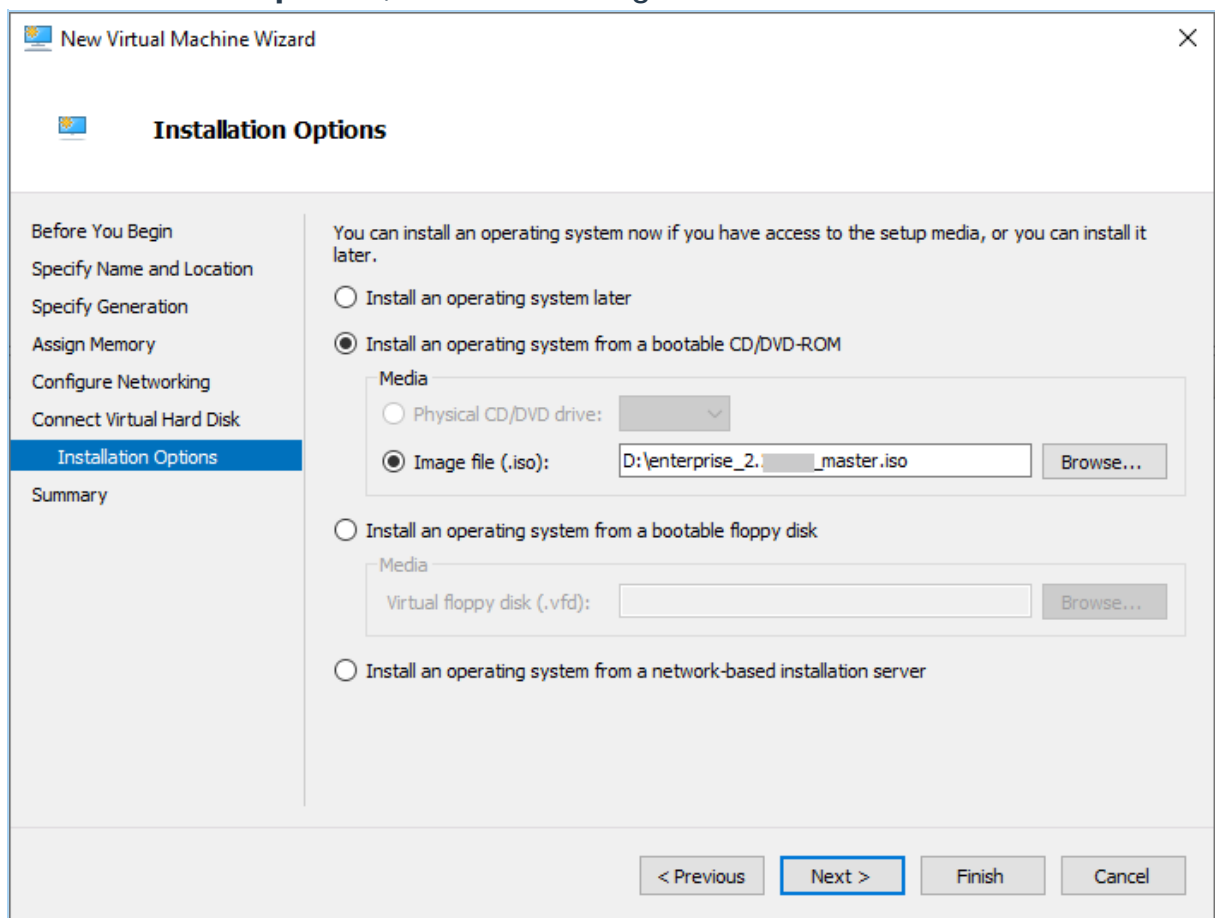 New Virtual Machine Wizard
Installation Options
Before You Begin
Specify Name and Location
Specify Generation
Assign Memory
Configure Networking
Connect Virtual Hard Disk
Installation Options
Summary
You can install an operating system now if you have access to the setup media, or you can install it
later.
Install an operating system later
Install an operating system from a bootable CD/DVD-ROM
Media
Physical CD/DVD drive:
Image file (.iso):
D:\enterprise_2. _master.iso
Browse...
Install an operating system from a bootable floppy disk
Media
Virtual floppy disk (.vfd):
Browse...
Install an operating system from a network-based installation server
< Previous
Next >
Finish
Cancel